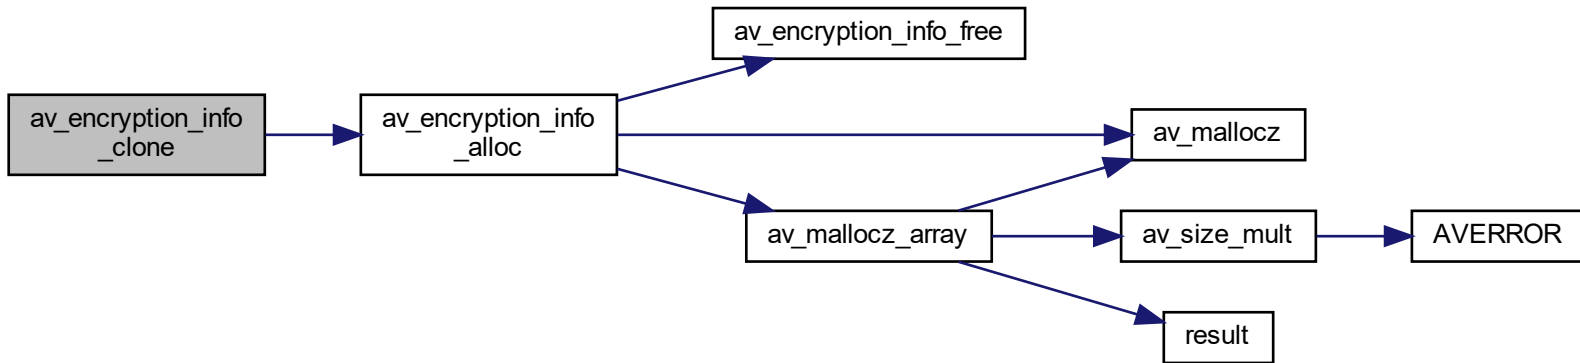 av_encryption_info
_clone
av_encryption_info
_alloc
av_encryption_info_free
av_mallocz
av_mallocz_array
av_size_mult
AVERROR
result